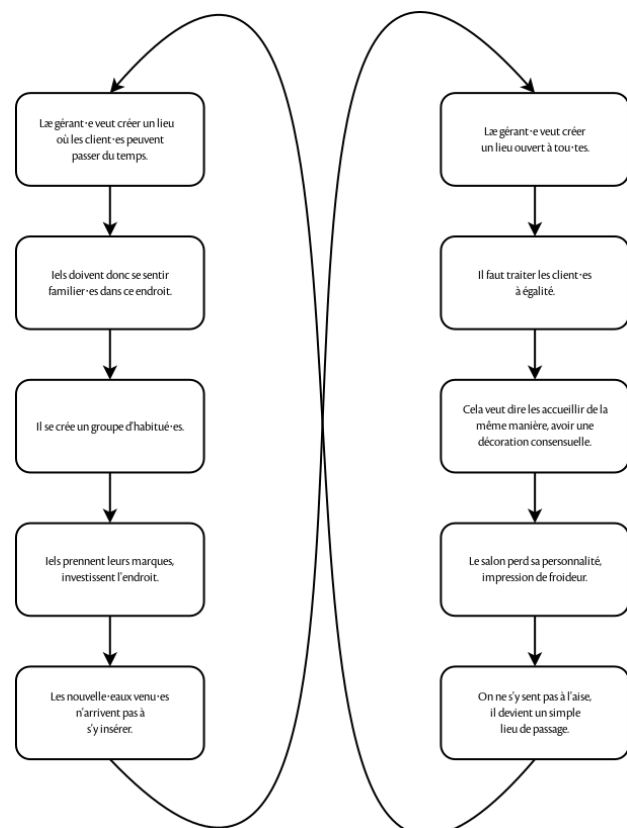 Læ gérant·e veut créer un lieu
où les client·es peuvent
passer du temps.
Iels doivent donc se sentir
familier·es dans ce endroit.
Il se crée un groupe d'habitué·es.
Iels prennent leurs marques,
investissent l'endroit.
Les nouvelle·eaux venu·es
n'arrivent pas à
s'y insérer.
Læ gérant·e veut créer
un lieu ouvert à tou·tes.
Il faut traiter les client·es
à égalité.
Cela veut dire les accueillir de la
même manière, avoir une
décoration consensuelle.
Le salon perd sa personnalité,
impression de froideur.
On ne s'y sent pas à l'aise,
il devient un simple
lieu de passage.